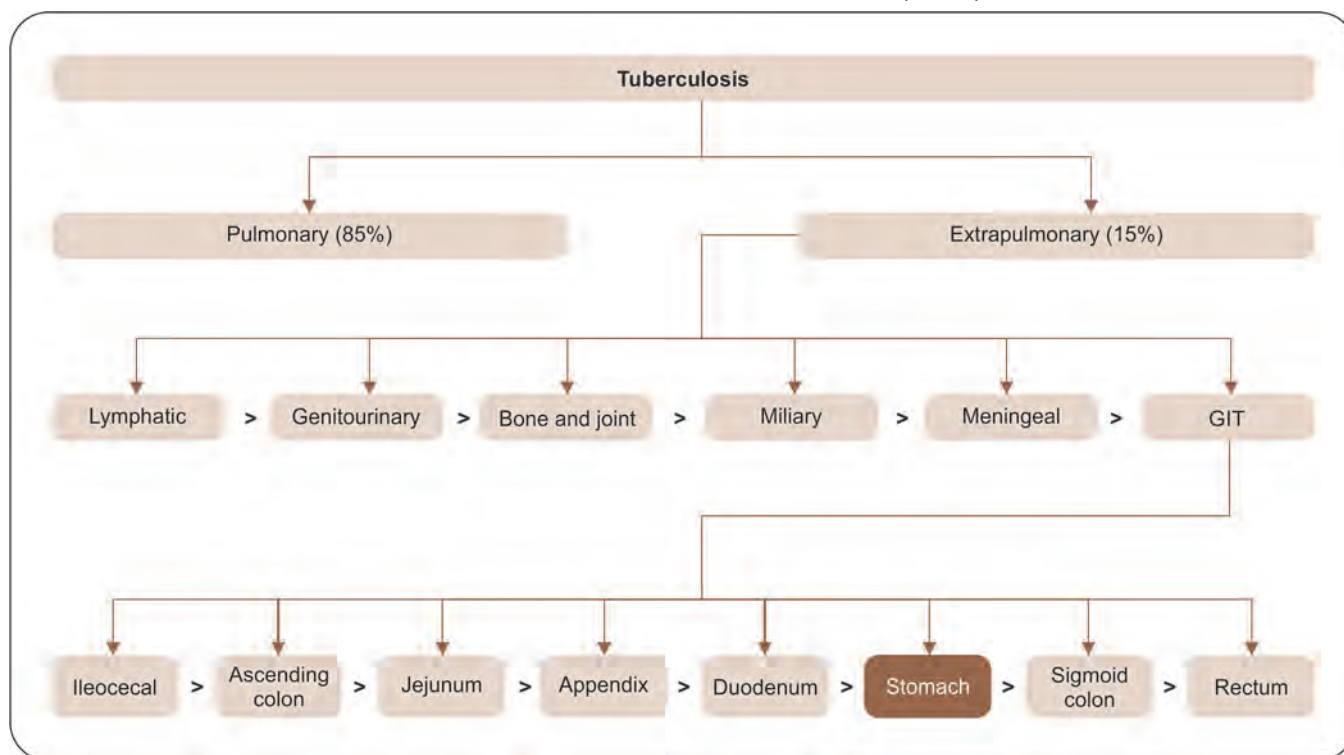 Tuberculosis
Pulmonary (85%)
Extrapulmonary (15%)
Lymphatic > Genitourinary > Bone and joint > Miliary > Meningeal > GIT
Ileocecal > Ascending colon > Jejunum > Appendix > Duodenum > Stomach > Sigmoid colon > Rectum